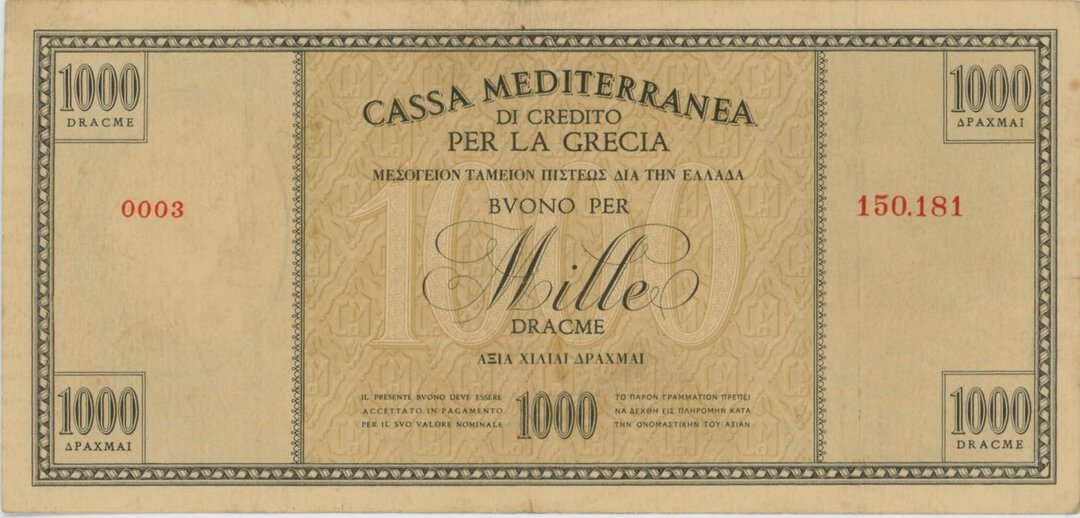 1000
DRACME
1000
ΔΡΑΧΜΑΙ
CASSA MEDITERRANEA
DI CREDITO
PER LA GRECIA
ΜΕΣΟΓΕΙΟΝ ΤΑΜΕΙΟΝ ΠΙΣΤΕΩΣ ΔΙΑ ΤΗΝ ΕΛΛΑΔΑ
0003
BVONO PER
150.181
1000
Mille
DRACME
ΑΞΙΑ ΧΙΛΙΑΙ ΔΡΑΧΜΑΙ
IL PRESENTE BVONO DEVE ESSERE
ACCETTATO IN PAGAMENTO
PER IL SVO VALORE NOMINALE
1000
ΤΟ ΠΑΡΟΝ ΓΡΑΜΜΑΤΙΟΝ ΠΡΕΠΕΙ
ΝΑ ΔΕΧΘΗ ΕΙΣ ΠΛΗΡΟΜΗΝ ΚΑΤΑ
ΤΗΝ ΟΝΟΜΑΣΤΙΚΗΝ ΤΟΥ ΑΞΙΑΝ
1000
ΔΡΑΧΜΑΙ
1000
DRACME